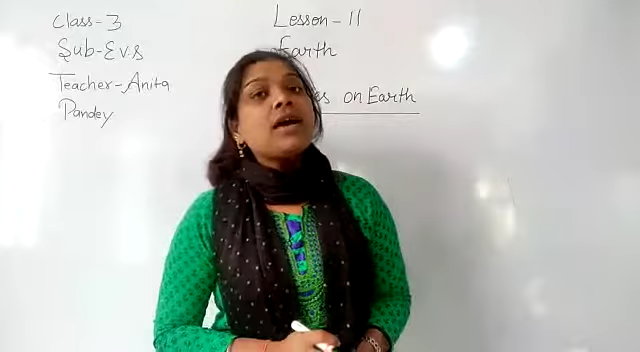 Class-3
Sub-E.V.S
Teacher-Anita
Pandey
Lesson-11
Earth
on Earth